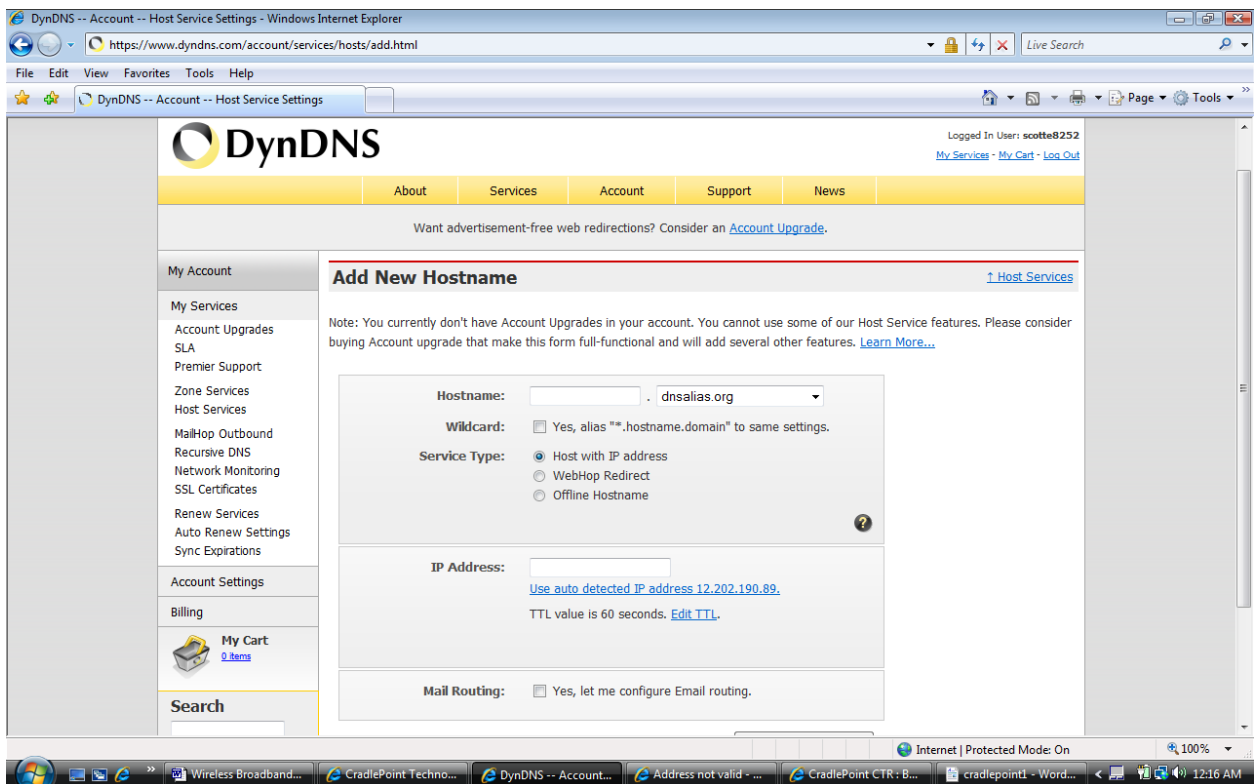 DynDNS -- Account -- Host Service Settings - Windows Internet Explorer
https://www.dyndns.com/account/services/hosts/add.html
Live Search
File Edit View Favorites Tools Help
DynDNS -- Account -- Host Service Settings
Page Tools »
DynDNS
Logged In User: scotte8252
My Services - My Cart - Log Out
About Services Account Support News
Want advertisement-free web redirections? Consider an Account Upgrade.
My Account
My Services
Account Upgrades
SLA
Premier Support
Zone Services
Host Services
MailHop Outbound
Recursive DNS
Network Monitoring
SSL Certificates
Renew Services
Auto Renew Settings
Sync Expirations
Account Settings
Billing
My Cart
0 items
Search
Add New Hostname
↑ Host Services
Note: You currently don't have Account Upgrades in your account. You cannot use some of our Host Service features. Please consider
buying Account upgrade that make this form full-functional and will add several other features. Learn More...
Hostname: . dnsalias.org
Wildcard: Yes, alias "*.hostname.domain" to same settings.
Service Type: Host with IP address
WebHop Redirect
Offline Hostname
?
IP Address:
Use auto detected IP address 12.202.190.89.
TTL value is 60 seconds. Edit TTL.
Mail Routing: Yes, let me configure Email routing.
Internet | Protected Mode: On
100%
» Wireless Broadband... CradlePoint Techno... DynDNS -- Account... Address not valid - ... CradlePoint CTR : B... cradlepoint1 - Word... < 12:16 AM